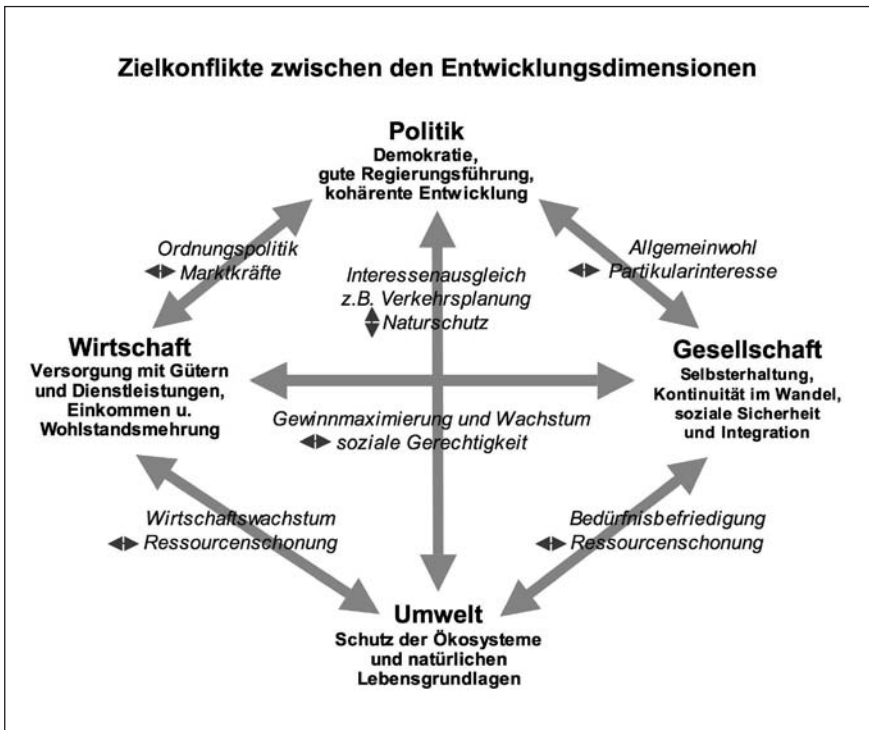 Zielkonflikte zwischen den Entwicklungsdimensionen
Politik
Demokratie,
gute Regierungsführung,
kohärente Entwicklung
Ordnungspolitik
Marktkräfte
Interessenausgleich
z.B. Verkehrsplanung
Naturschutz
Allgemeinwohl
Partikularinteresse
Wirtschaft
Versorgung mit Gütern
und Dienstleistungen,
Einkommen u.
Wohlstandsmehrung
Gesellschaft
Selbsterhaltung,
Kontinuität im Wandel,
soziale Sicherheit
und Integration
Gewinnmaximierung und Wachstum
soziale Gerechtigkeit
Wirtschaftswachstum
Ressourcenschonung
Bedürfnisbefriedigung
Ressourcenschonung
Umwelt
Schutz der Ökosysteme
und natürlichen
Lebensgrundlagen